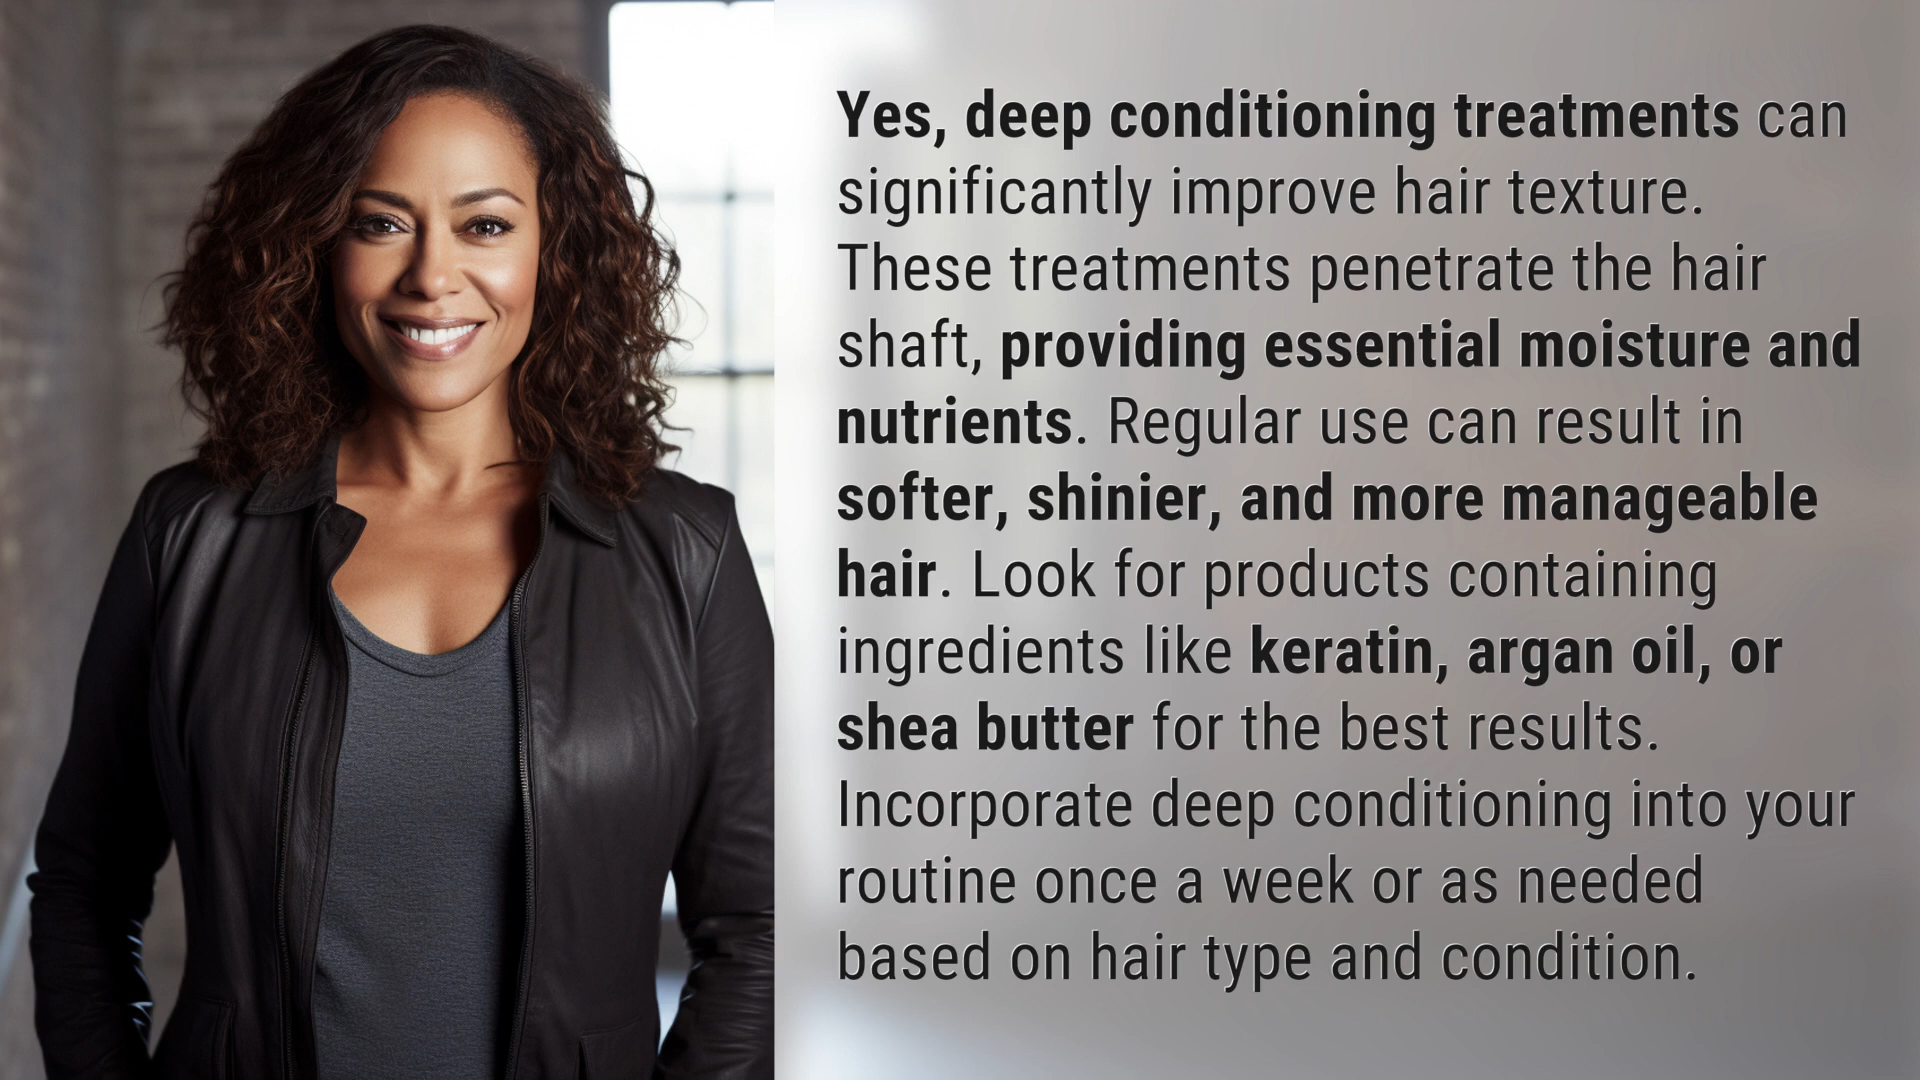 Yes, deep conditioning treatments can
significantly improve hair texture.
These treatments penetrate the hair
shaft, providing essential moisture and
nutrients. Regular use can result in
softer, shinier, and more manageable
hair. Look for products containing
ingredients like keratin, argan oil, or
shea butter for the best results.
Incorporate deep conditioning into your
routine once a week or as needed
based on hair type and condition.